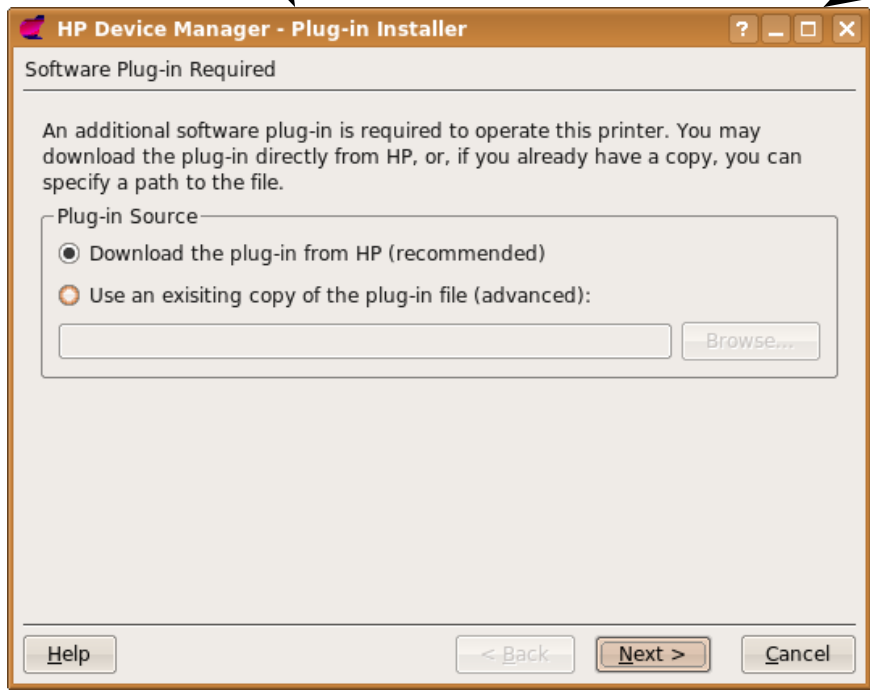 HP Device Manager - Plug-in Installer
Software Plug-in Required
An additional software plug-in is required to operate this printer. You may
download the plug-in directly from HP, or, if you already have a copy, you can
specify a path to the file.
Plug-in Source
Download the plug-in from HP (recommended)
Use an exisiting copy of the plug-in file (advanced):
Browse...
Help
< Back
Next >
Cancel